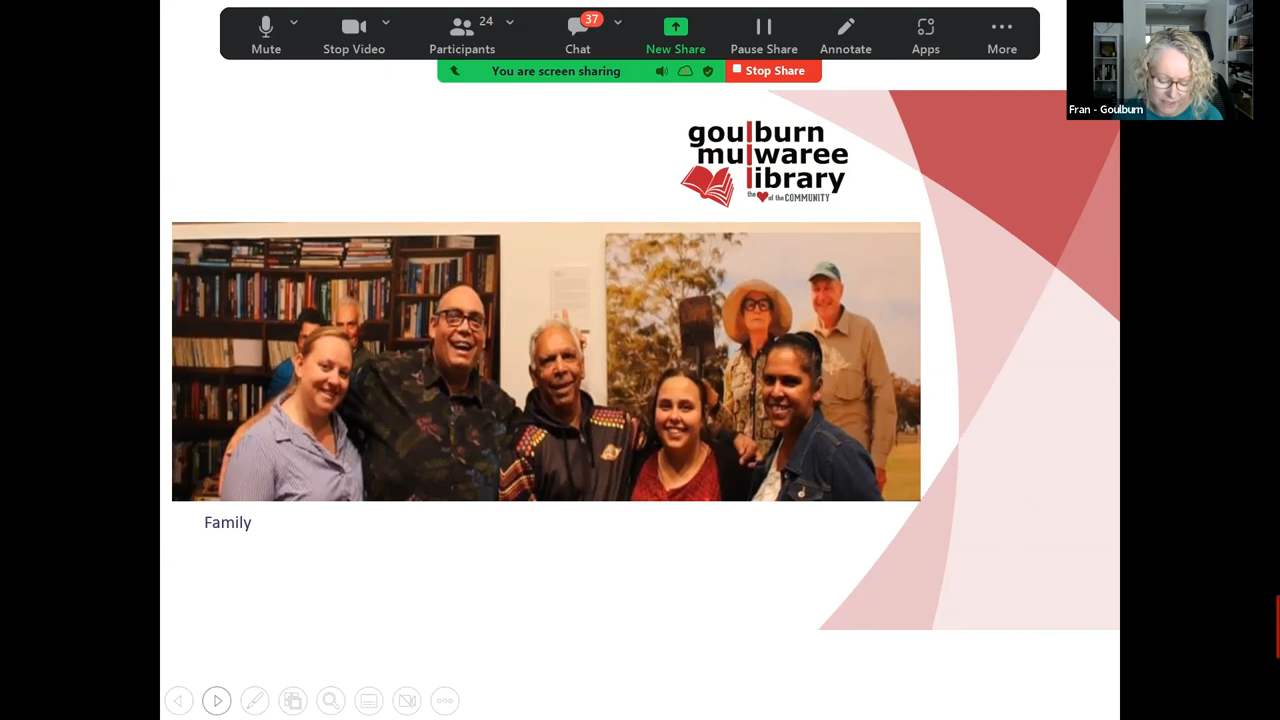 Mute
Stop Video
24
Participants
37
Chat
New Share
Pause Share
Annotate
Apps
More
You are screen sharing
Stop Share
Fran - Goulburn
goulburn
mulwaree
library
the of the COMMUNITY
Family